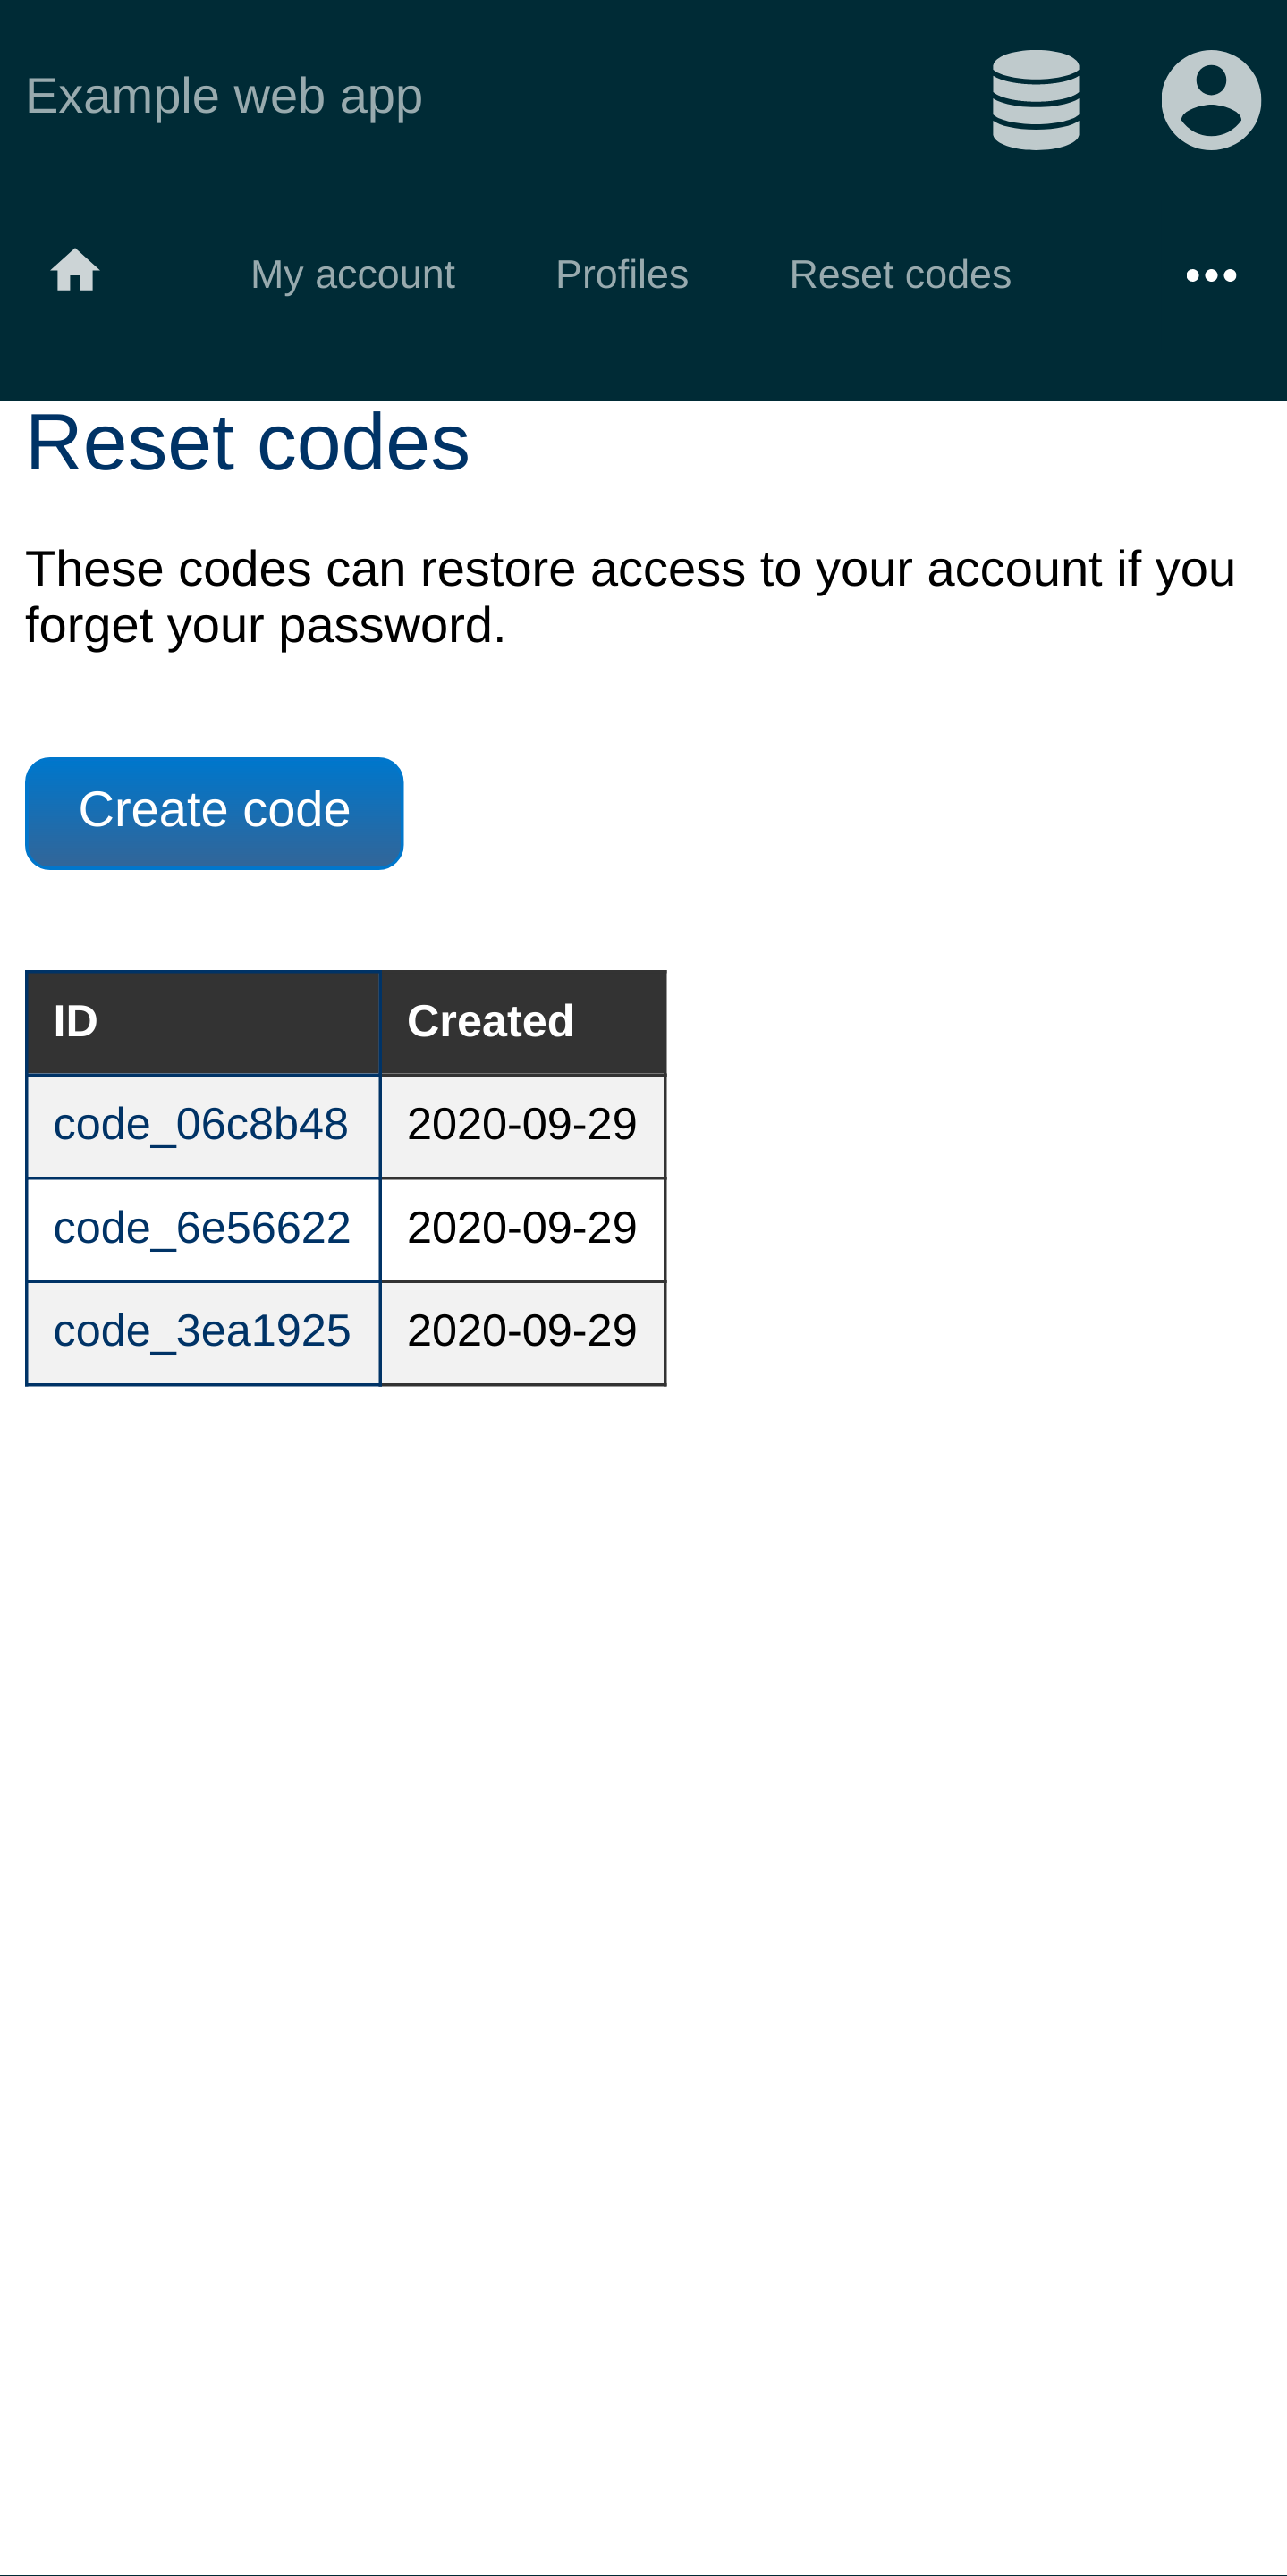 Example web app
My account Profiles Reset codes
Reset codes
These codes can restore access to your account if you
forget your password.
Create code
ID Created
code_06c8b48 2020-09-29
code_6e56622 2020-09-29
code_3ea1925 2020-09-29